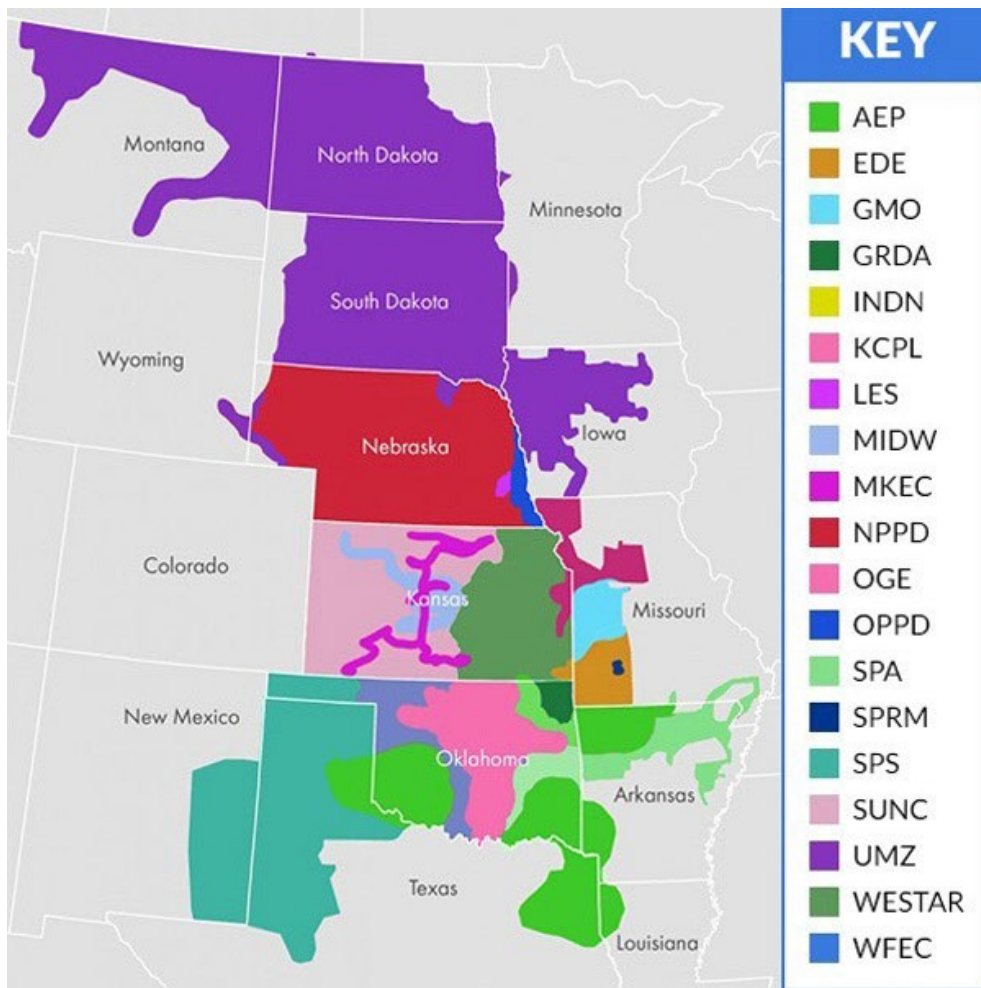 KEY
Montana
North Dakota
Minnesota
South Dakota
Wyoming
Nebraska
Iowa
Colorado
Kansas
Missouri
New Mexico
Oklahoma
Arkansas
Texas
Louisiana
AEP
EDE
GMO
GRDA
INDN
KCPL
LES
MIDW
MKEC
NPPD
OGE
OPPD
SPA
SPRM
SPS
SUNC
UMZ
WESTAR
WFEC